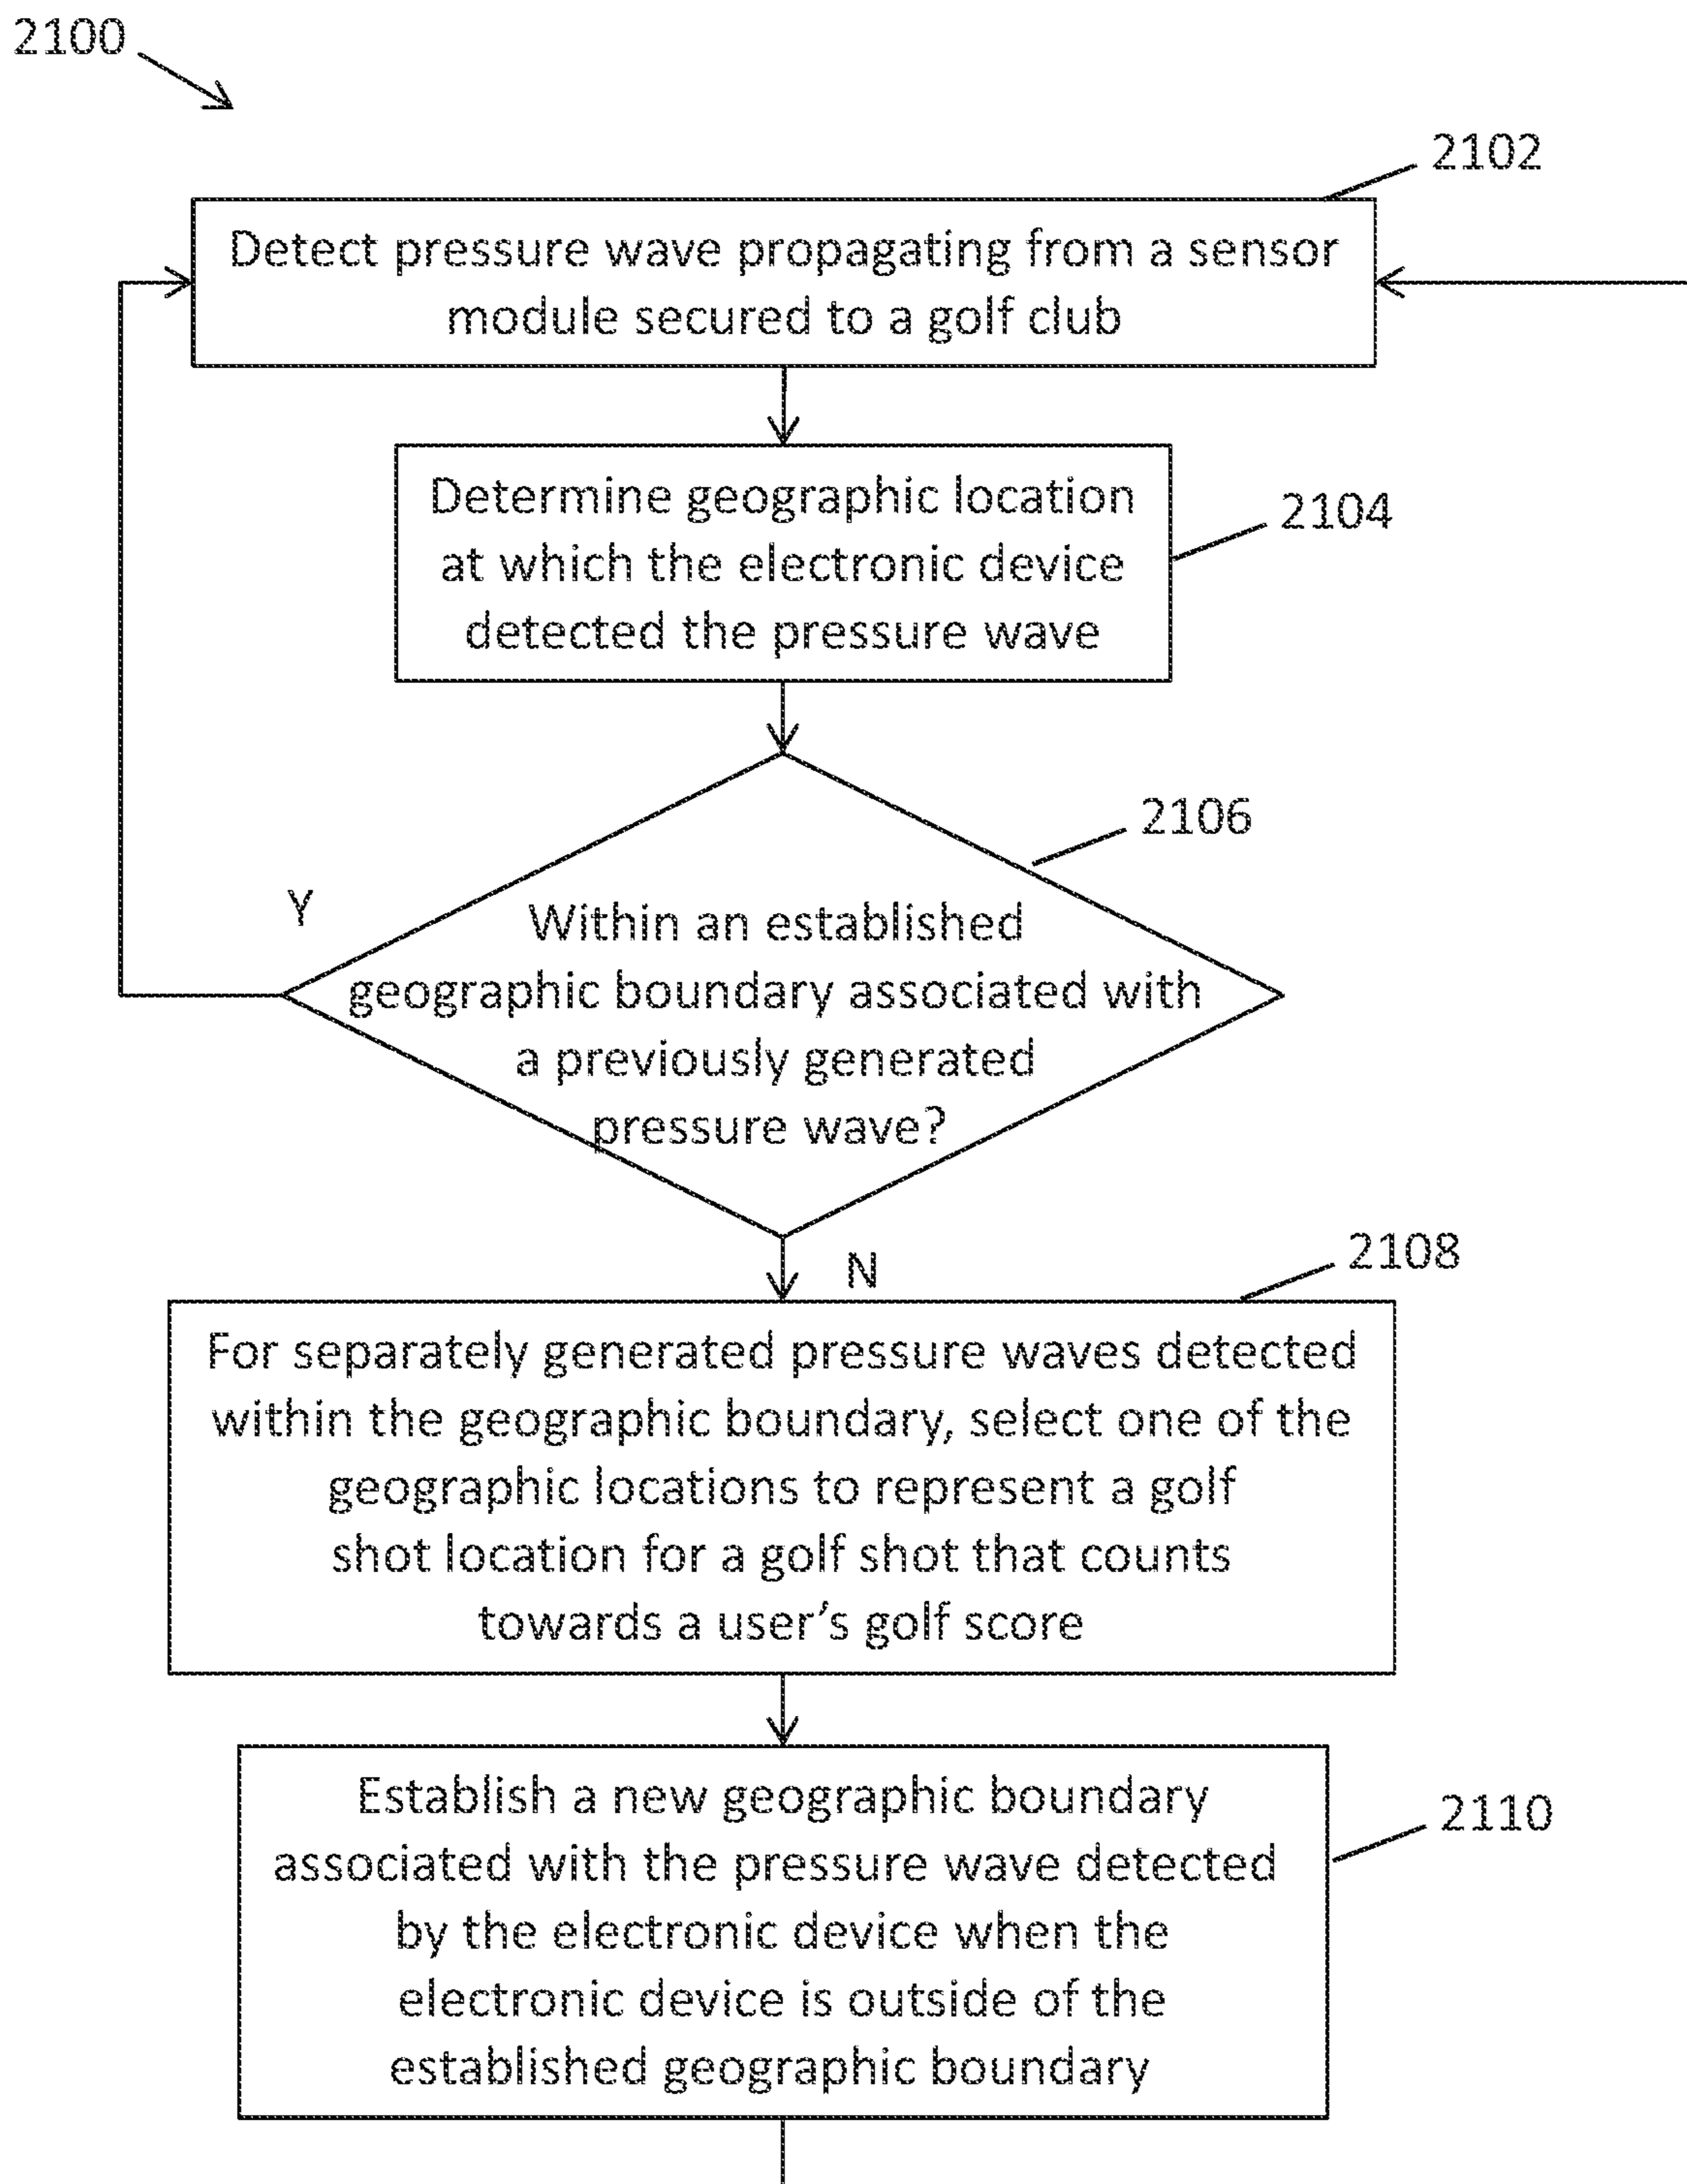 2100
2102
Detect pressure wave propagating from a sensor
module secured to a golf club
Determine geographic location
at which the electronic device
detected the pressure wave
2104
2106
Y
Within an established
geographic boundary associated with
a previously generated
pressure wave?
N
2108
For separately generated pressure waves detected
within the geographic boundary, select one of the
geographic locations to represent a golf
shot location for a golf shot that counts
towards a user's golf score
Establish a new geographic boundary
associated with the pressure wave detected
by the electronic device when the
electronic device is outside of the
established geographic boundary
2110